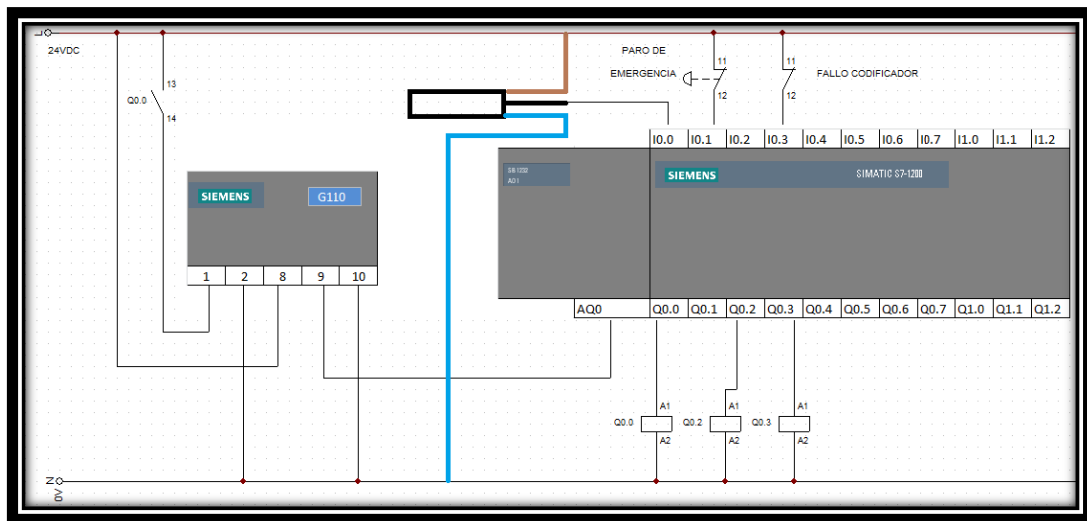 L
24VDC
13
Q0.0
14
PARO DE
EMERGENCIA
11
12
11
FALLO CODIFICADOR
12
I0.0 I0.1 I0.2 I0.3 I0.4 I0.5 I0.6 I0.7 I1.0 I1.1 I1.2
SB 1232
AO1
SIEMENS
SIMATIC S7-1200
SIEMENS
G110
1 2 8 9 10
AQ0 Q0.0 Q0.1 Q0.2 Q0.3 Q0.4 Q0.5 Q0.6 Q0.7 Q1.0 Q1.1 Q1.2
A1 A1 A1
Q0.0 Q0.2 Q0.3
A2 A2 A2
N
0V